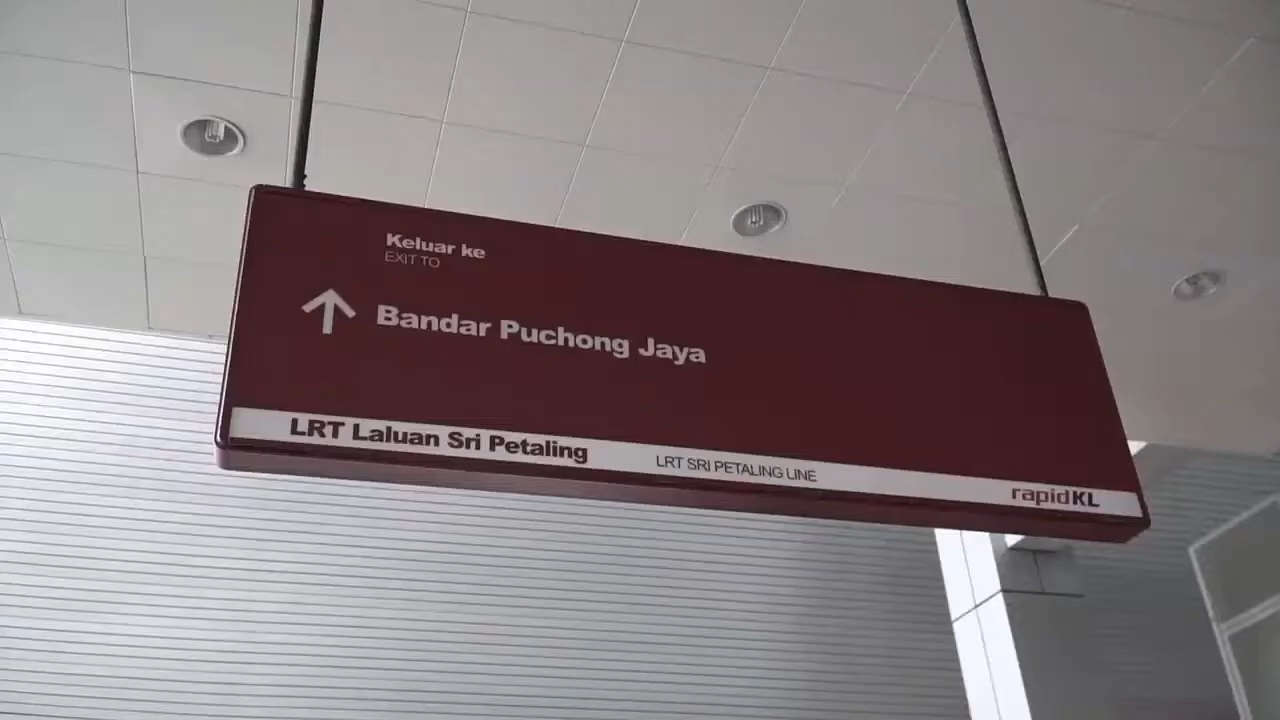 Keluar ke
EXIT TO
Bandar Puchong Jaya
LRT Laluan Sri Petaling LRT SRI PETALING LINE rapidKL